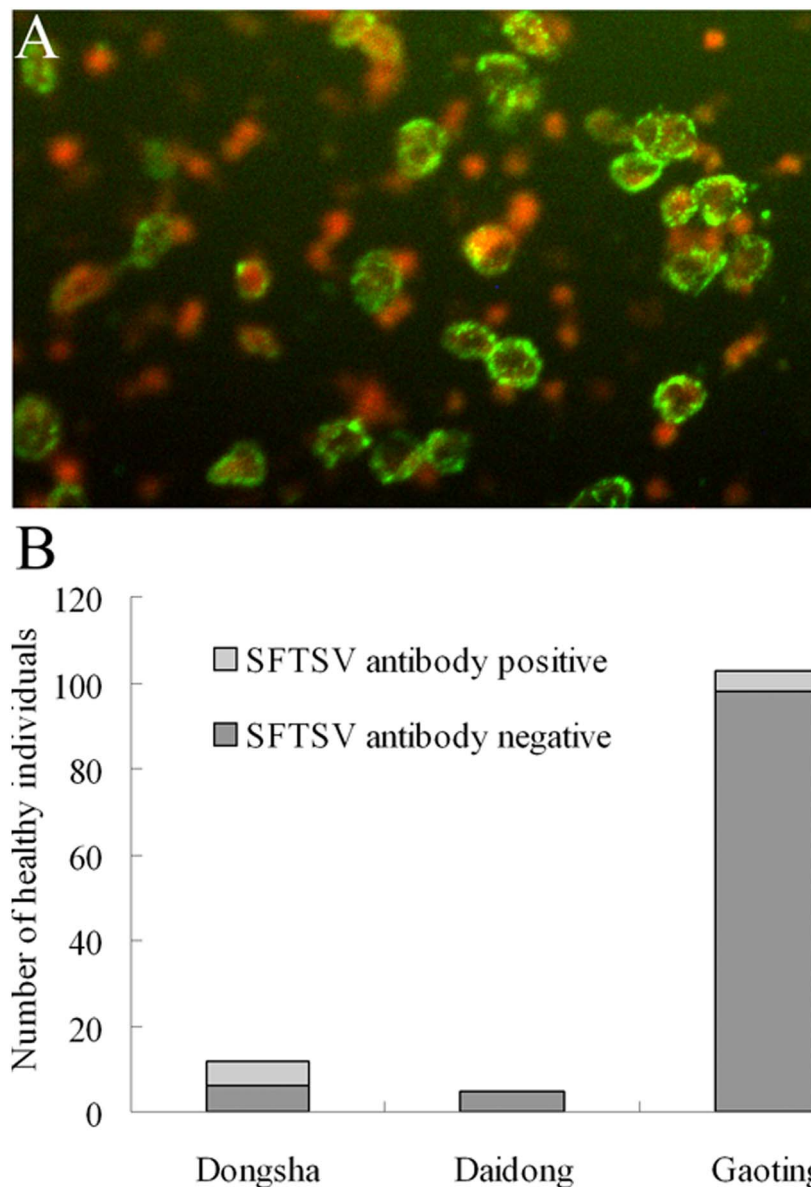 A
B
Number of healthy individuals
120
100
80
60
40
20
0
SFTSV antibody positive
SFTSV antibody negative
Dongsha
Daidong
Gaoting